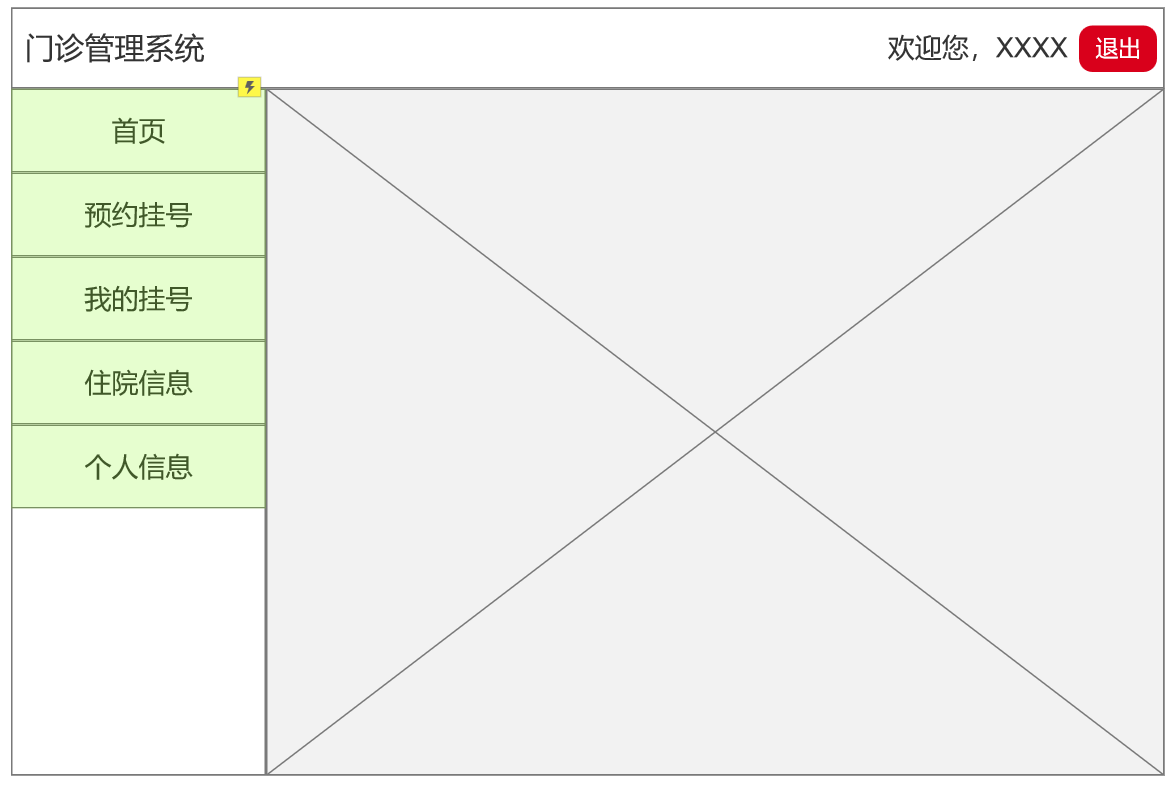 门诊管理系统
欢迎您，XXXX 退出
首页
预约挂号
我的挂号
住院信息
个人信息